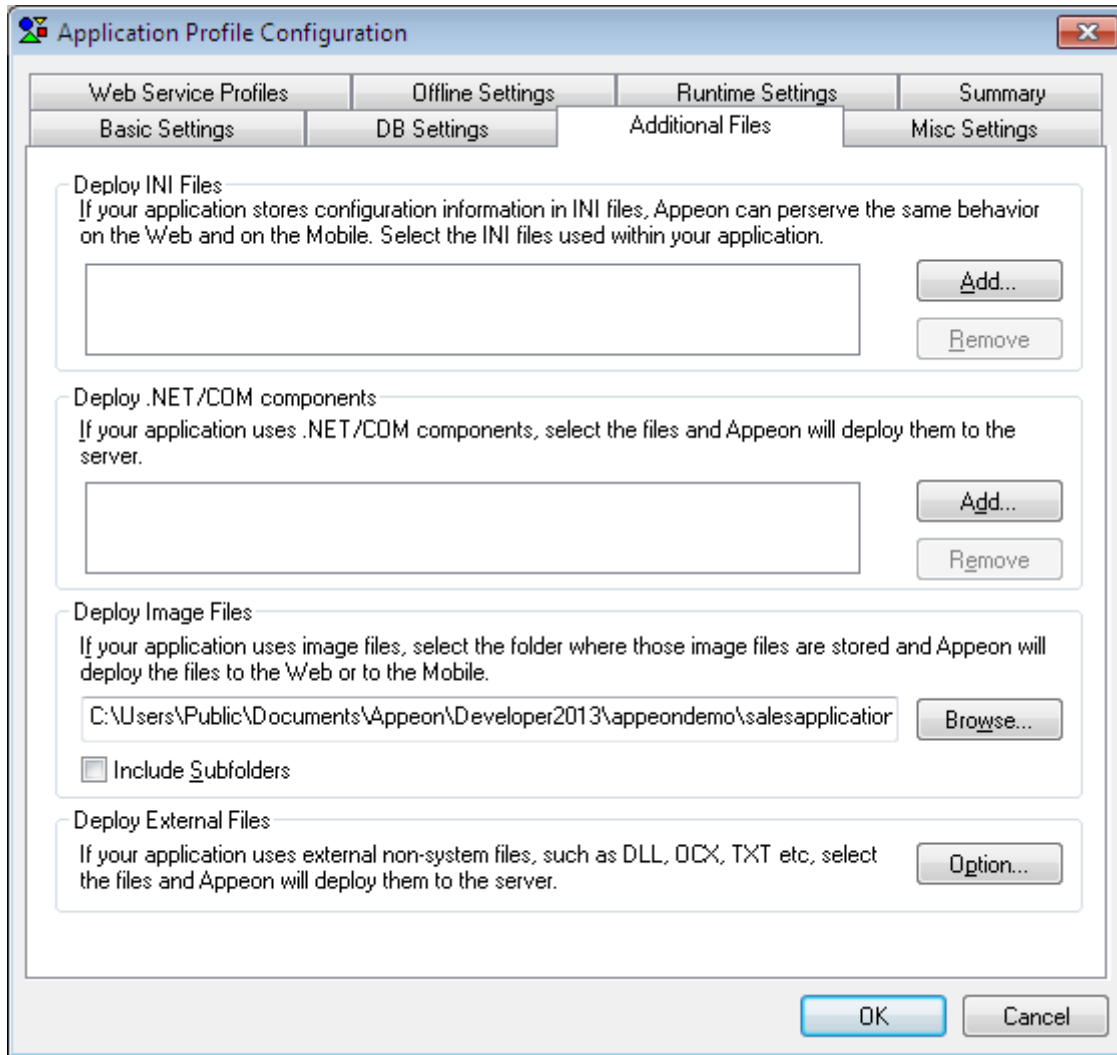 Application Profile Configuration
Web Service Profiles Offline Settings Runtime Settings Summary
Basic Settings DB Settings Additional Files Misc Settings
Deploy INI Files
If your application stores configuration information in INI files, Appeon can perserve the same behavior
on the Web and on the Mobile. Select the INI files used within your application.
Add...
Remove
Deploy .NET/COM components
If your application uses .NET/COM components, select the files and Appeon will deploy them to the
server.
Add...
Remove
Deploy Image Files
If your application uses image files, select the folder where those image files are stored and Appeon will
deploy the files to the Web or to the Mobile.
C:\Users\Public\Documents\Appeon\Developer2013\appeondemo\salesapplication Browse...
Include Subfolders
Deploy External Files
If your application uses external non-system files, such as DLL, OCX, TXT etc, select
the files and Appeon will deploy them to the server.
Option...
OK Cancel